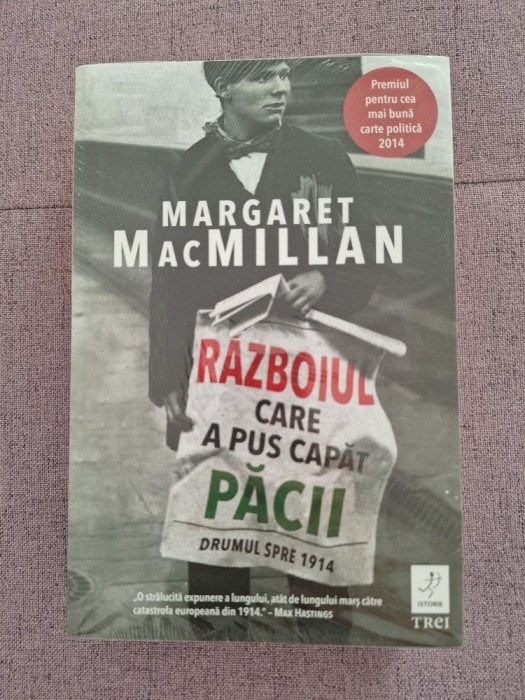 Premiul
pentru cea
mai bună
carte politică
2014
MARGARET
MACMILLAN
RĂZBOIUL
CARE
A PUS CAPĂT
PĂCII
DRUMUL SPRE 1914
„O strălucită expunere a lungului, atât de lungului marș către
catastrofa europeană din 1914.” – MAX HASTINGS
ISTORIE
TREI